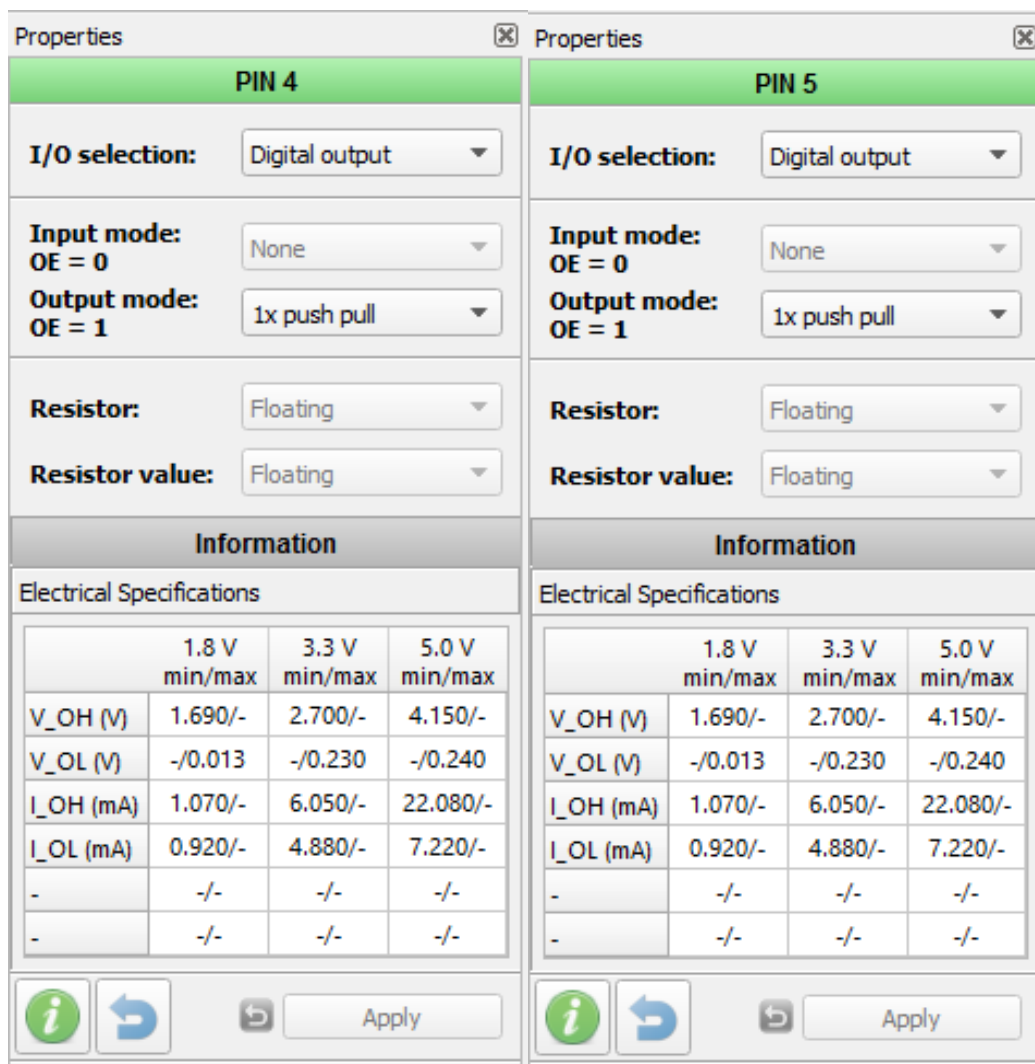 Properties
PIN 4
I/O selection: Digital output
Input mode:
OE = 0
None
Output mode:
OE = 1
1x push pull
Resistor: Floating
Resistor value: Floating
Information
Electrical Specifications
1.8 V min/max 3.3 V min/max 5.0 V min/max
V_OH (V) 1.690/- 2.700/- 4.150/-
V_OL (V) -/0.013 -/0.230 -/0.240
I_OH (mA) 1.070/- 6.050/- 22.080/-
I_OL (mA) 0.920/- 4.880/- 7.220/-
- -/- -/- -/-
- -/- -/- -/-
Apply
Properties
PIN 5
I/O selection: Digital output
Input mode:
OE = 0
None
Output mode:
OE = 1
1x push pull
Resistor: Floating
Resistor value: Floating
Information
Electrical Specifications
1.8 V min/max 3.3 V min/max 5.0 V min/max
V_OH (V) 1.690/- 2.700/- 4.150/-
V_OL (V) -/0.013 -/0.230 -/0.240
I_OH (mA) 1.070/- 6.050/- 22.080/-
I_OL (mA) 0.920/- 4.880/- 7.220/-
- -/- -/- -/-
- -/- -/- -/-
Apply